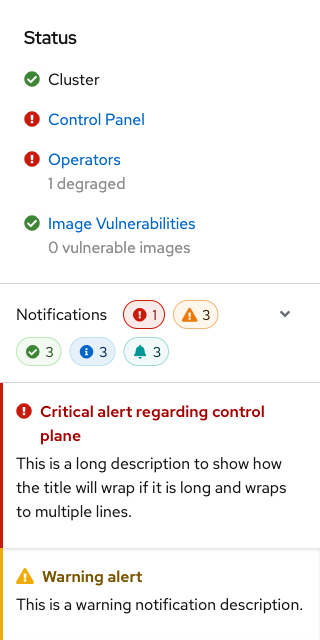 Status
Cluster
Control Panel
Operators
1 degraded
Image Vulnerabilities
0 vulnerable images
Notifications 1 3
3 3 3
Critical alert regarding control
plane
This is a long description to show how
the title will wrap if it is long and wraps
to multiple lines.
Warning alert
This is a warning notification description.